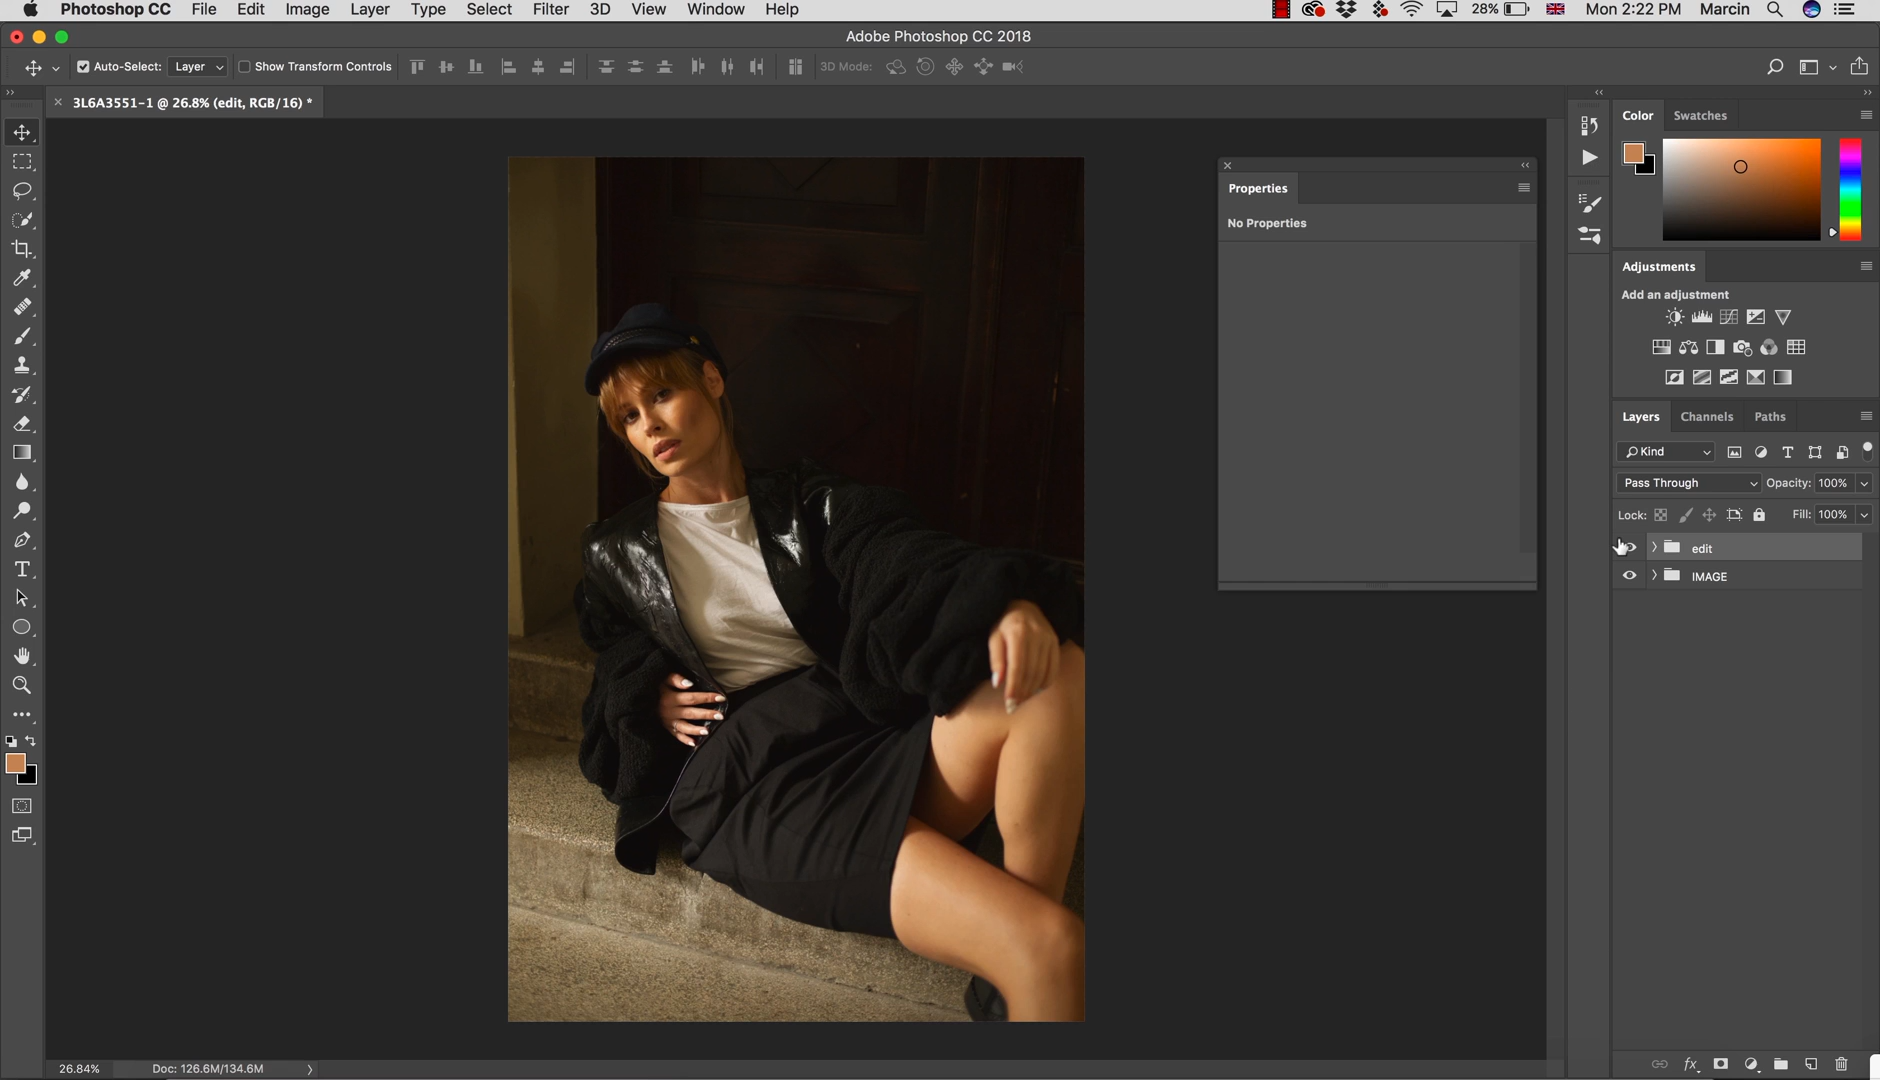 Photoshop CC File Edit Image Layer Type Select Filter 3D View Window Help 28% Mon 2:22 PM Marcin
Adobe Photoshop CC 2018
Auto-Select: Layer Show Transform Controls 3D Mode:
3L6A3551-1 @ 26.8% (edit, RGB/16) *
Color Swatches
Properties
No Properties
Adjustments
Add an adjustment
Layers Channels Paths
Kind
Pass Through Opacity: 100%
Lock: Fill: 100%
edit
IMAGE
26.84% Doc: 126.6M/134.6M